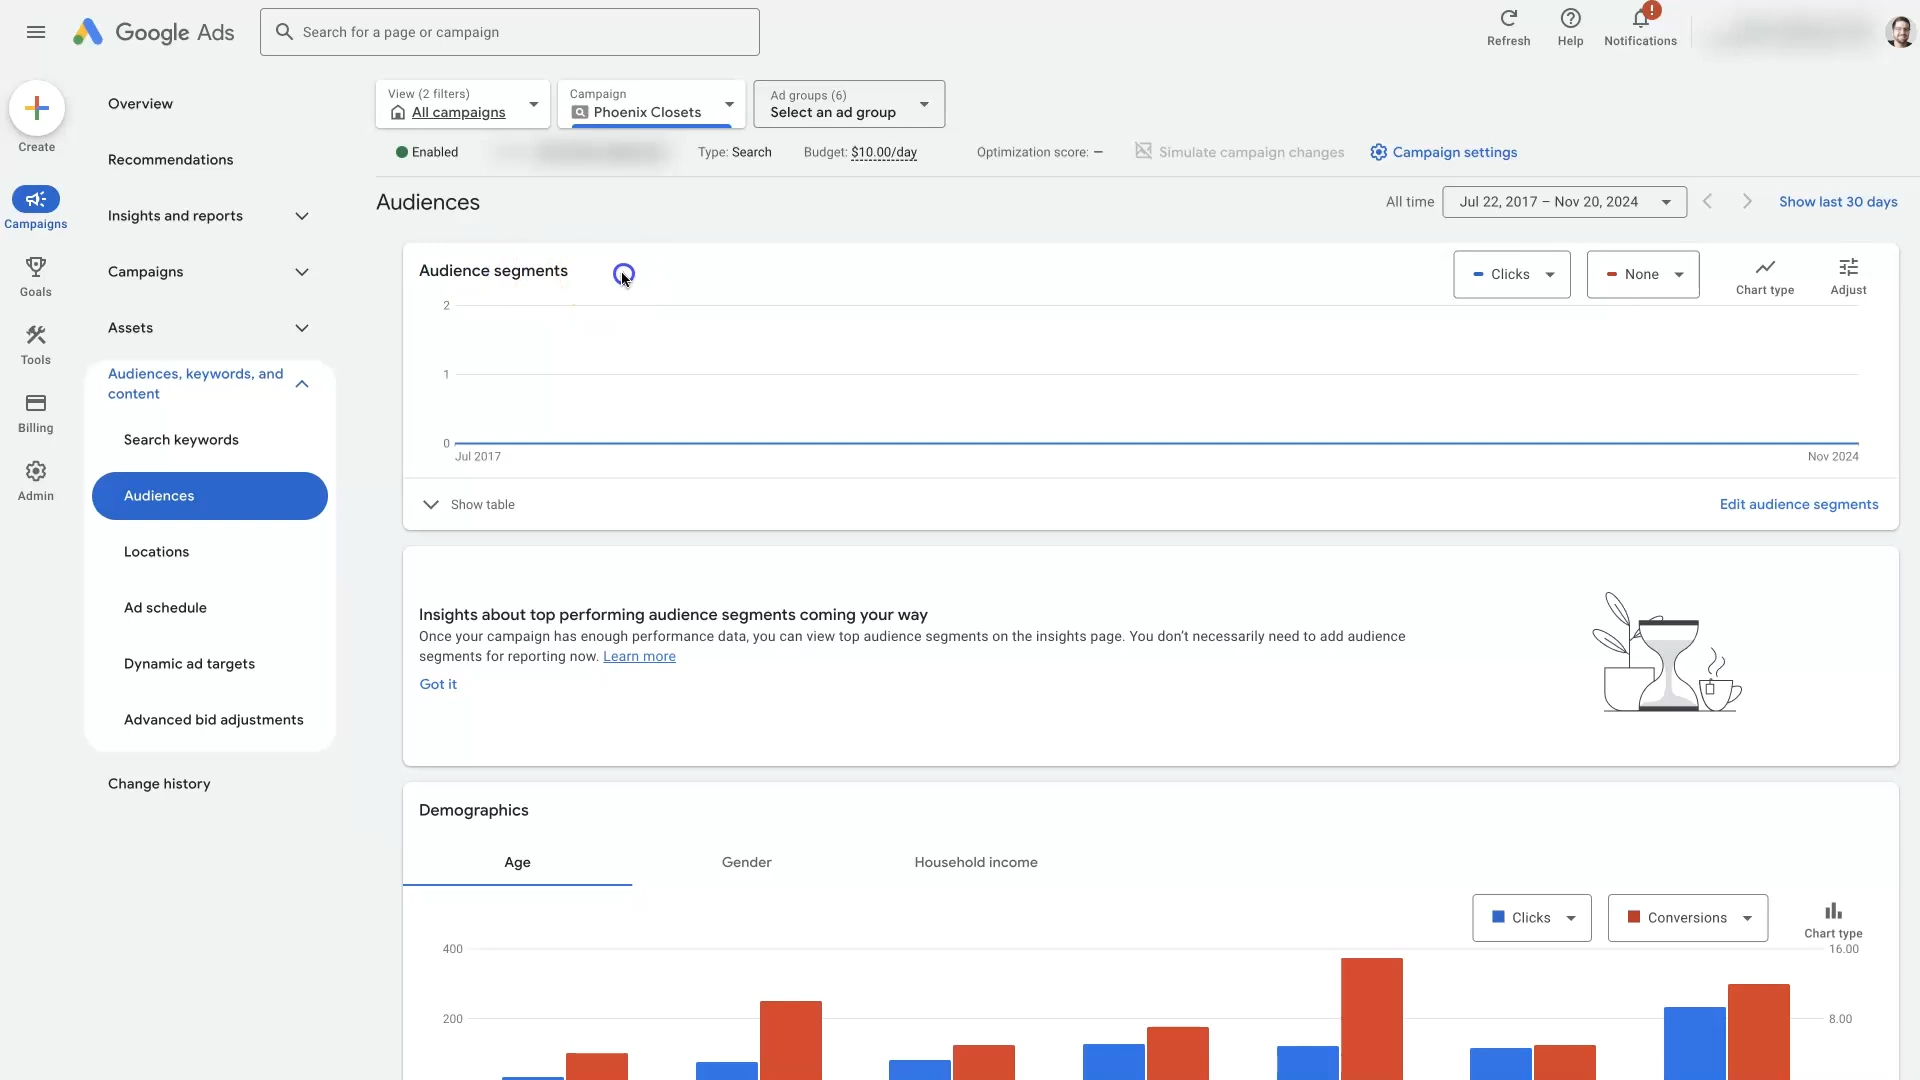 Google Ads
Search for a page or campaign
Refresh
Help
!
Notifications
Create
Campaigns
Goals
Tools
Billing
Admin
Overview
Recommendations
Insights and reports
Campaigns
Assets
Audiences, keywords, and
content
Search keywords
Audiences
Locations
Ad schedule
Dynamic ad targets
Advanced bid adjustments
Change history
View (2 filters)
All campaigns
Campaign
Phoenix Closets
Ad groups (6)
Select an ad group
Enabled
Type: Search
Budget: $10.00/day
Optimization score: –
Simulate campaign changes
Campaign settings
Audiences
All time
Jul 22, 2017 – Nov 20, 2024
Show last 30 days
Audience segments
Clicks
None
Chart type
Adjust
2
1
0
Jul 2017
Nov 2024
Show table
Edit audience segments
Insights about top performing audience segments coming your way
Once your campaign has enough performance data, you can view top audience segments on the insights page. You don’t necessarily need to add audience
segments for reporting now. Learn more
Got it
Demographics
Age
Gender
Household income
Clicks
Conversions
Chart type
400
16.00
200
8.00